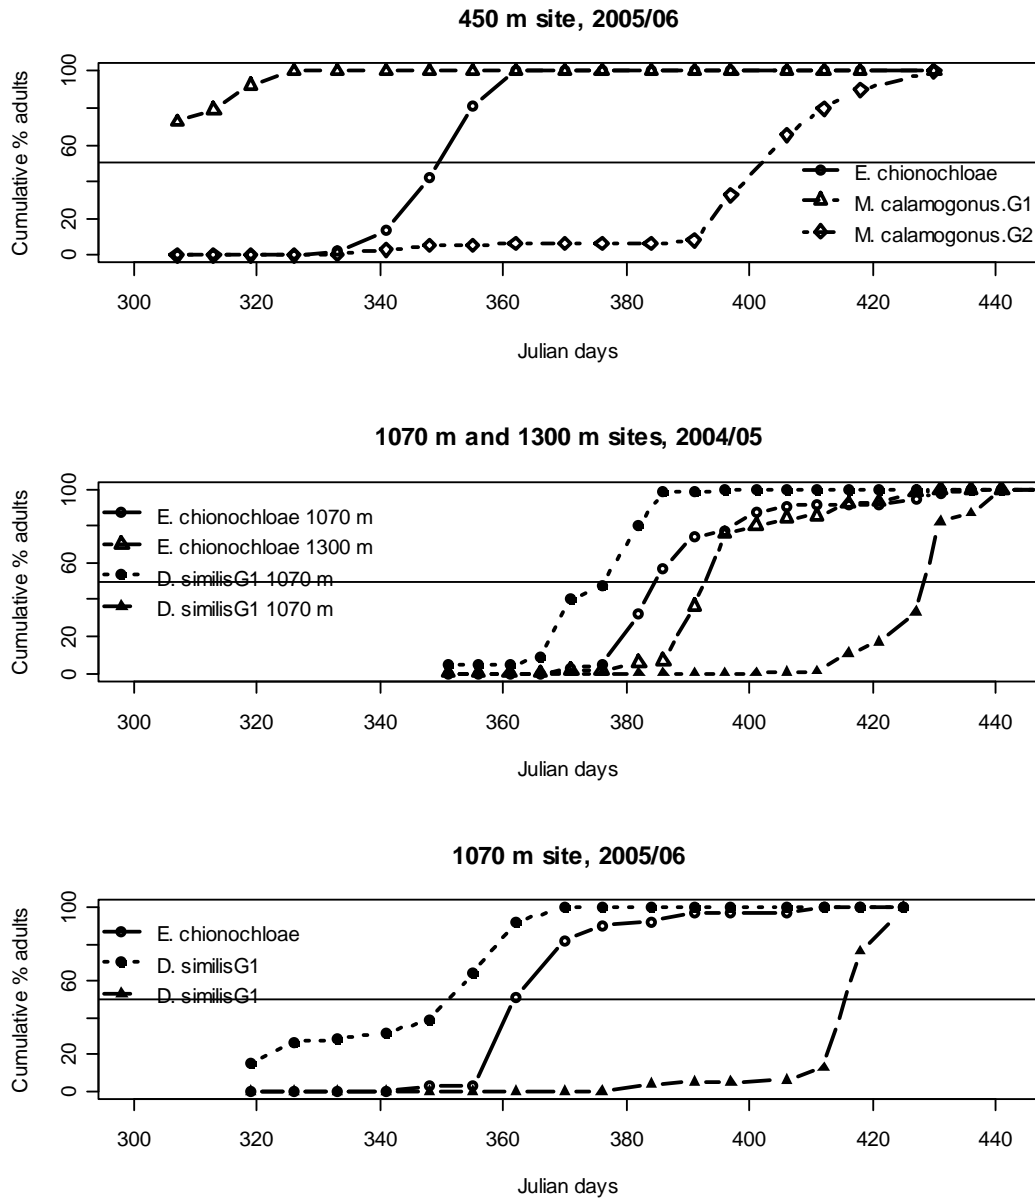 450 m site, 2005/06
Cumulative % adults
100
60
20
0
E. chionochloae
M. calamogonus.G1
M. calamogonus.G2
300 320 340 360 380 400 420 440
Julian days
1070 m and 1300 m sites, 2004/05
Cumulative % adults
100
60
20
0
E. chionochloae 1070 m
E. chionochloae 1300 m
D. similisG1 1070 m
D. similisG1 1070 m
300 320 340 360 380 400 420 440
Julian days
1070 m site, 2005/06
Cumulative % adults
100
60
20
0
E. chionochloae
D. similisG1
D. similisG1
300 320 340 360 380 400 420 440
Julian days